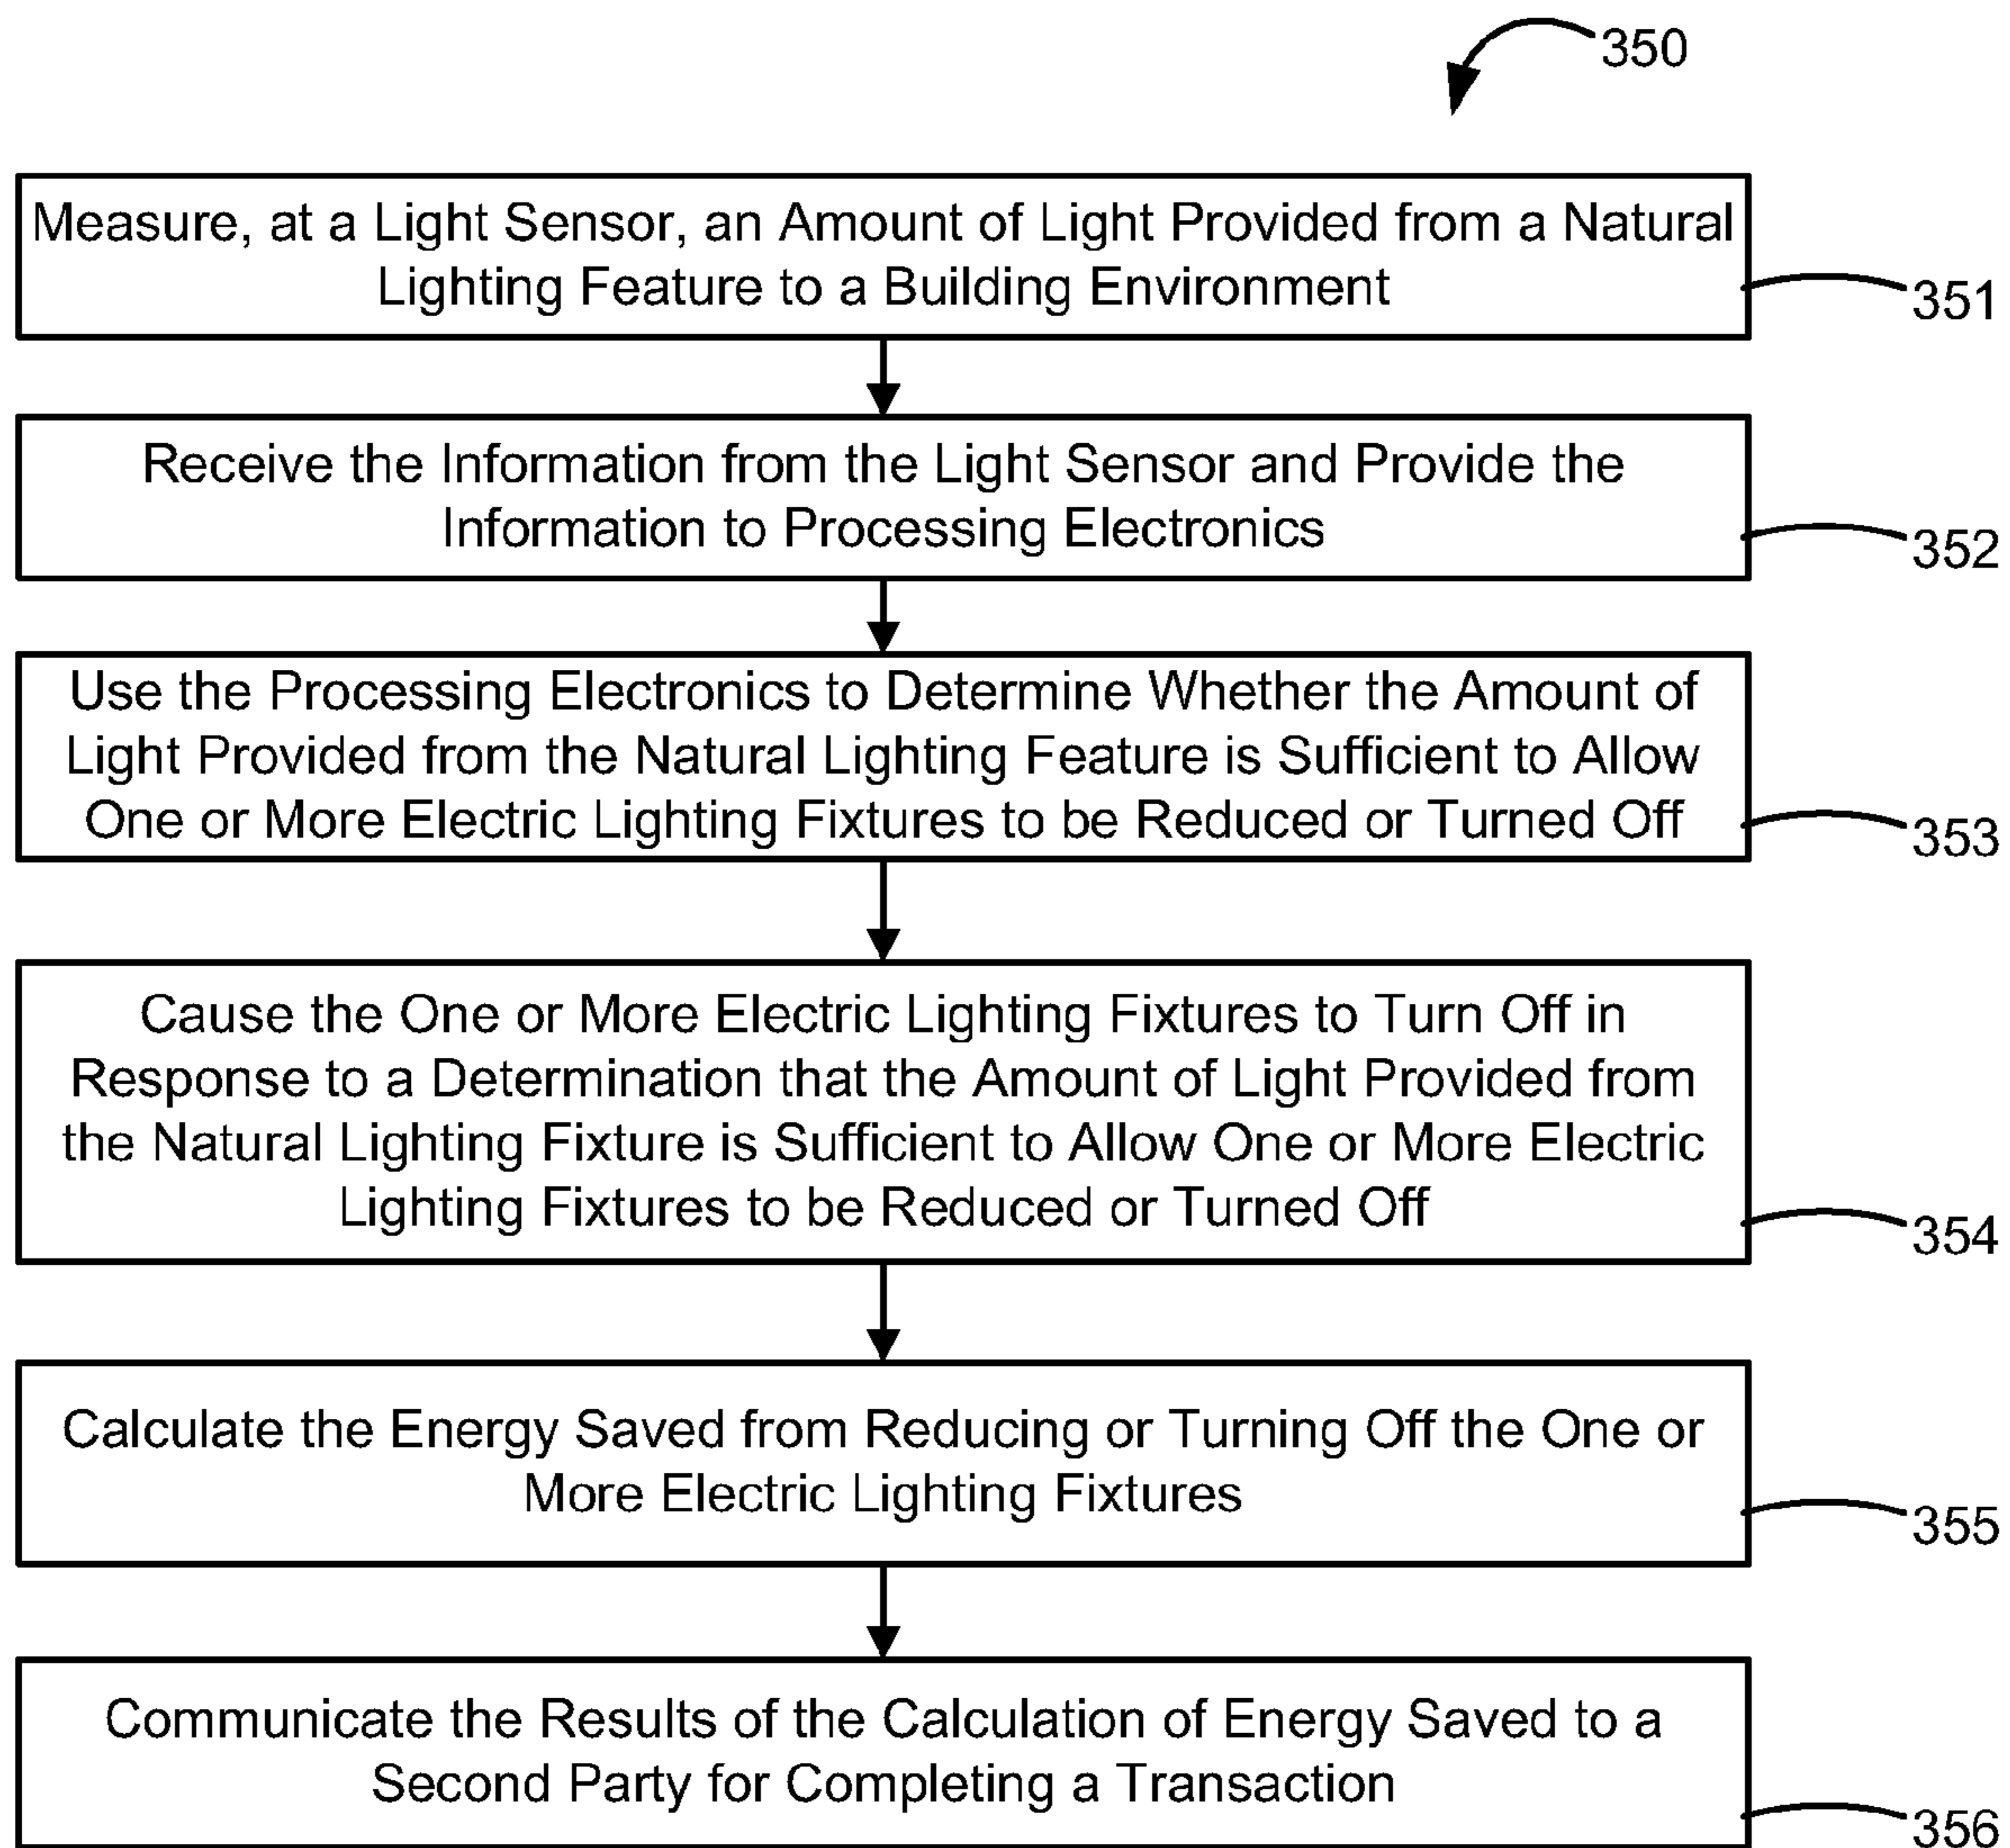 350
Measure, at a Light Sensor, an Amount of Light Provided from a Natural
Lighting Feature to a Building Environment
351
Receive the Information from the Light Sensor and Provide the
Information to Processing Electronics
352
Use the Processing Electronics to Determine Whether the Amount of
Light Provided from the Natural Lighting Feature is Sufficient to Allow
One or More Electric Lighting Fixtures to be Reduced or Turned Off
353
Cause the One or More Electric Lighting Fixtures to Turn Off in
Response to a Determination that the Amount of Light Provided from
the Natural Lighting Fixture is Sufficient to Allow One or More Electric
Lighting Fixtures to be Reduced or Turned Off
354
Calculate the Energy Saved from Reducing or Turning Off the One or
More Electric Lighting Fixtures
355
Communicate the Results of the Calculation of Energy Saved to a
Second Party for Completing a Transaction
356